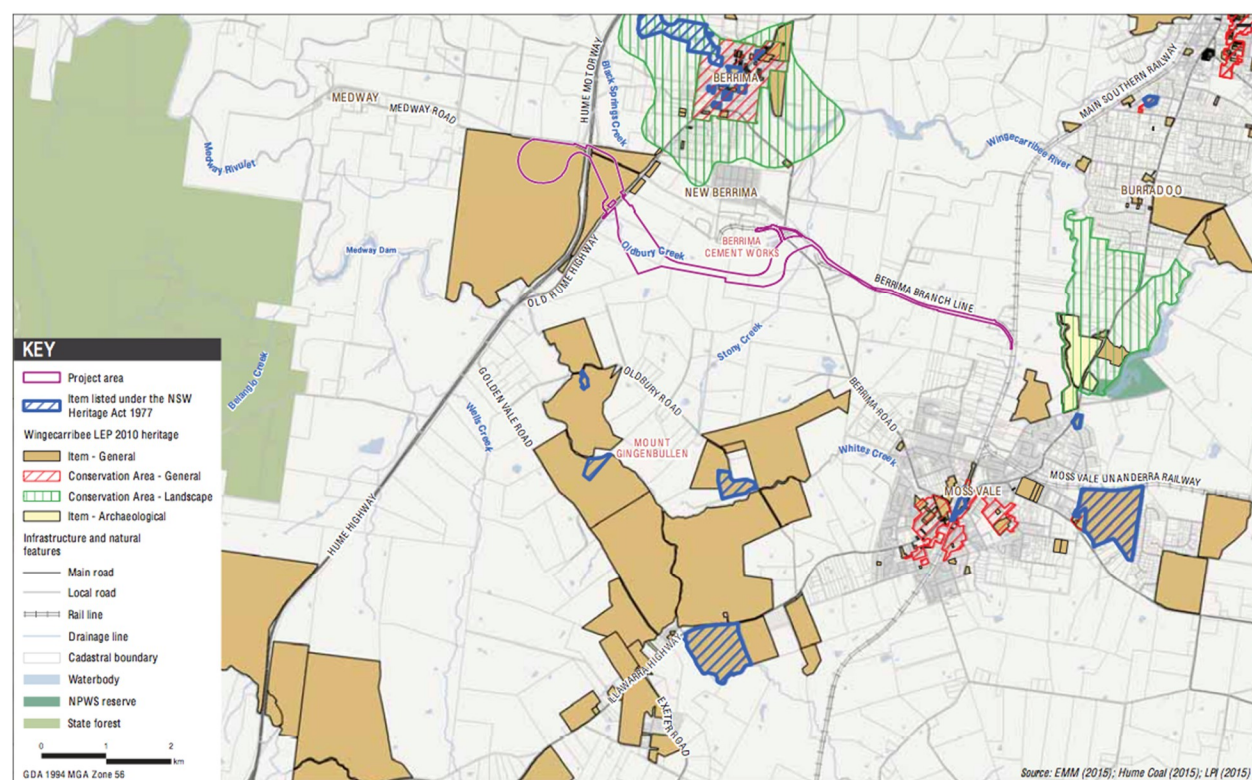 MEDWAY
MEDWAY ROAD
HUME MOTORWAY
Black Springs Creek
BERRIMA
MAIN SOUTHERN RAILWAY
Medway Rivulet
Wingecarribee River
NEW BERRIMA
BURRADOO
Medway Dam
Oldbury Creek
BERRIMA
CEMENT WORKS
OLD HUME HIGHWAY
BERRIMA BRANCH LINE
Belanglo Creek
Stony Creek
GOLDEN VALE ROAD
OLDBURY ROAD
BERRIMA ROAD
Wells Creek
MOUNT
GINGENBULLEN
Whites Creek
MOSS VALE
MOSS VALE UNANDERRA RAILWAY
HUME HIGHWAY
ILLAWARRA HIGHWAY
EXETER ROAD
KEY
Project area
Item listed under the NSW
Heritage Act 1977
Wingecarribee LEP 2010 heritage
Item - General
Conservation Area - General
Conservation Area - Landscape
Item - Archaeological
Infrastructure and natural
features
Main road
Local road
Rail line
Drainage line
Cadastral boundary
Waterbody
NPWS reserve
State forest
0 1 2
km
GDA 1994 MGA Zone 56
Source: EMM (2015); Hume Coal (2015); LPI (2015)